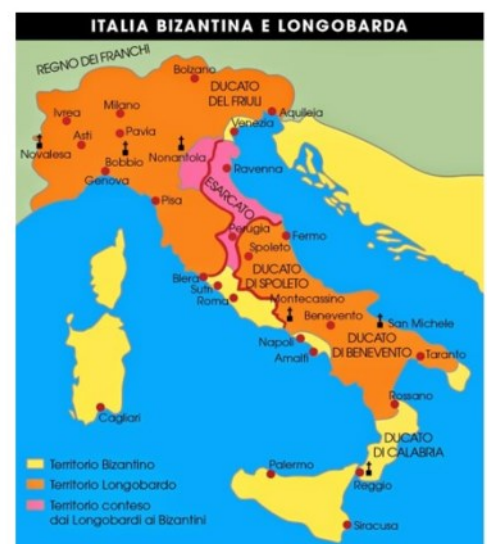 ITALIA BIZANTINA E LONGOBARDA
REGNO DEI FRANCHI
Bolzano
DUCATO
DEL FRIULI
Ivrea
Milano
Aquileia
Venezia
Asti
Pavia
Novalesa
Bobbio
Nonantola
Genova
Ravenna
ESARCATO
Pisa
Perugia
Fermo
Spoleto
DUCATO
DI SPOLETO
Blera
Sutri
Roma
Montecassino
Benevento
San Michele
Napoli
DUCATO
DI BENEVENTO
Taranto
Amalfi
Rossano
Cagliari
DUCATO
DI CALABRIA
Palermo
Reggio
Siracusa
Territorio Bizantino
Territorio Longobardo
Territorio conteso
dai Longobardi ai Bizantini